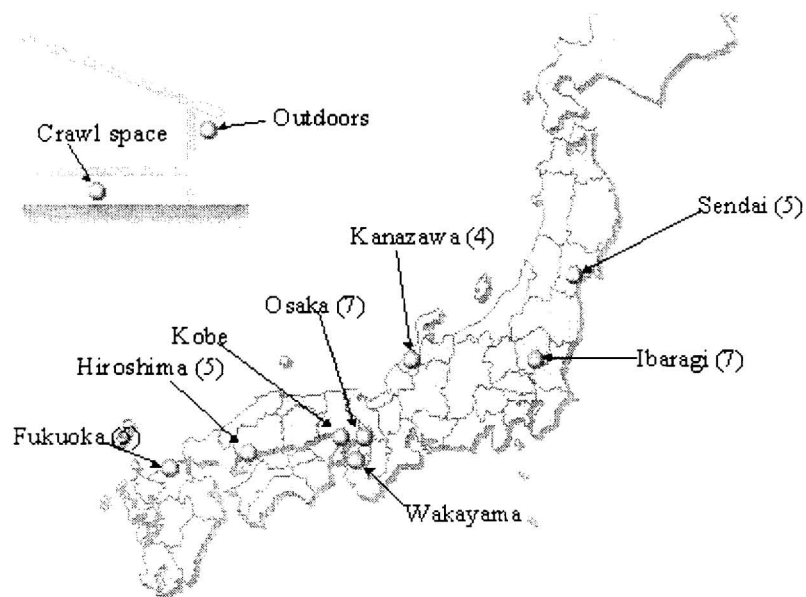 Outdoors
Crawl space
Sendai (5)
Kanazawa (4)
Osaka (7)
Kobe
Hiroshima (5)
Ibaragi (7)
Fukuoka
Wakayama